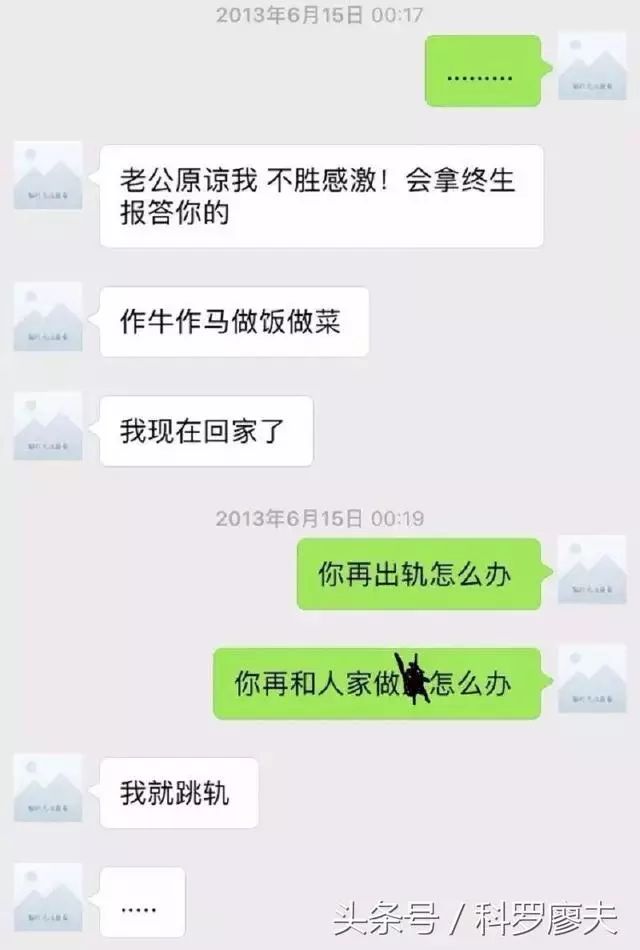 2013年6月15日 00:17
.........
老公原谅我 不胜感激！会拿终生
报答你的
作牛作马做饭做菜
我现在回家了
2013年6月15日 00:19
你再出轨怎么办
你再和人家做 怎么办
我就跳轨
.....
头条号 / 科罗廖夫